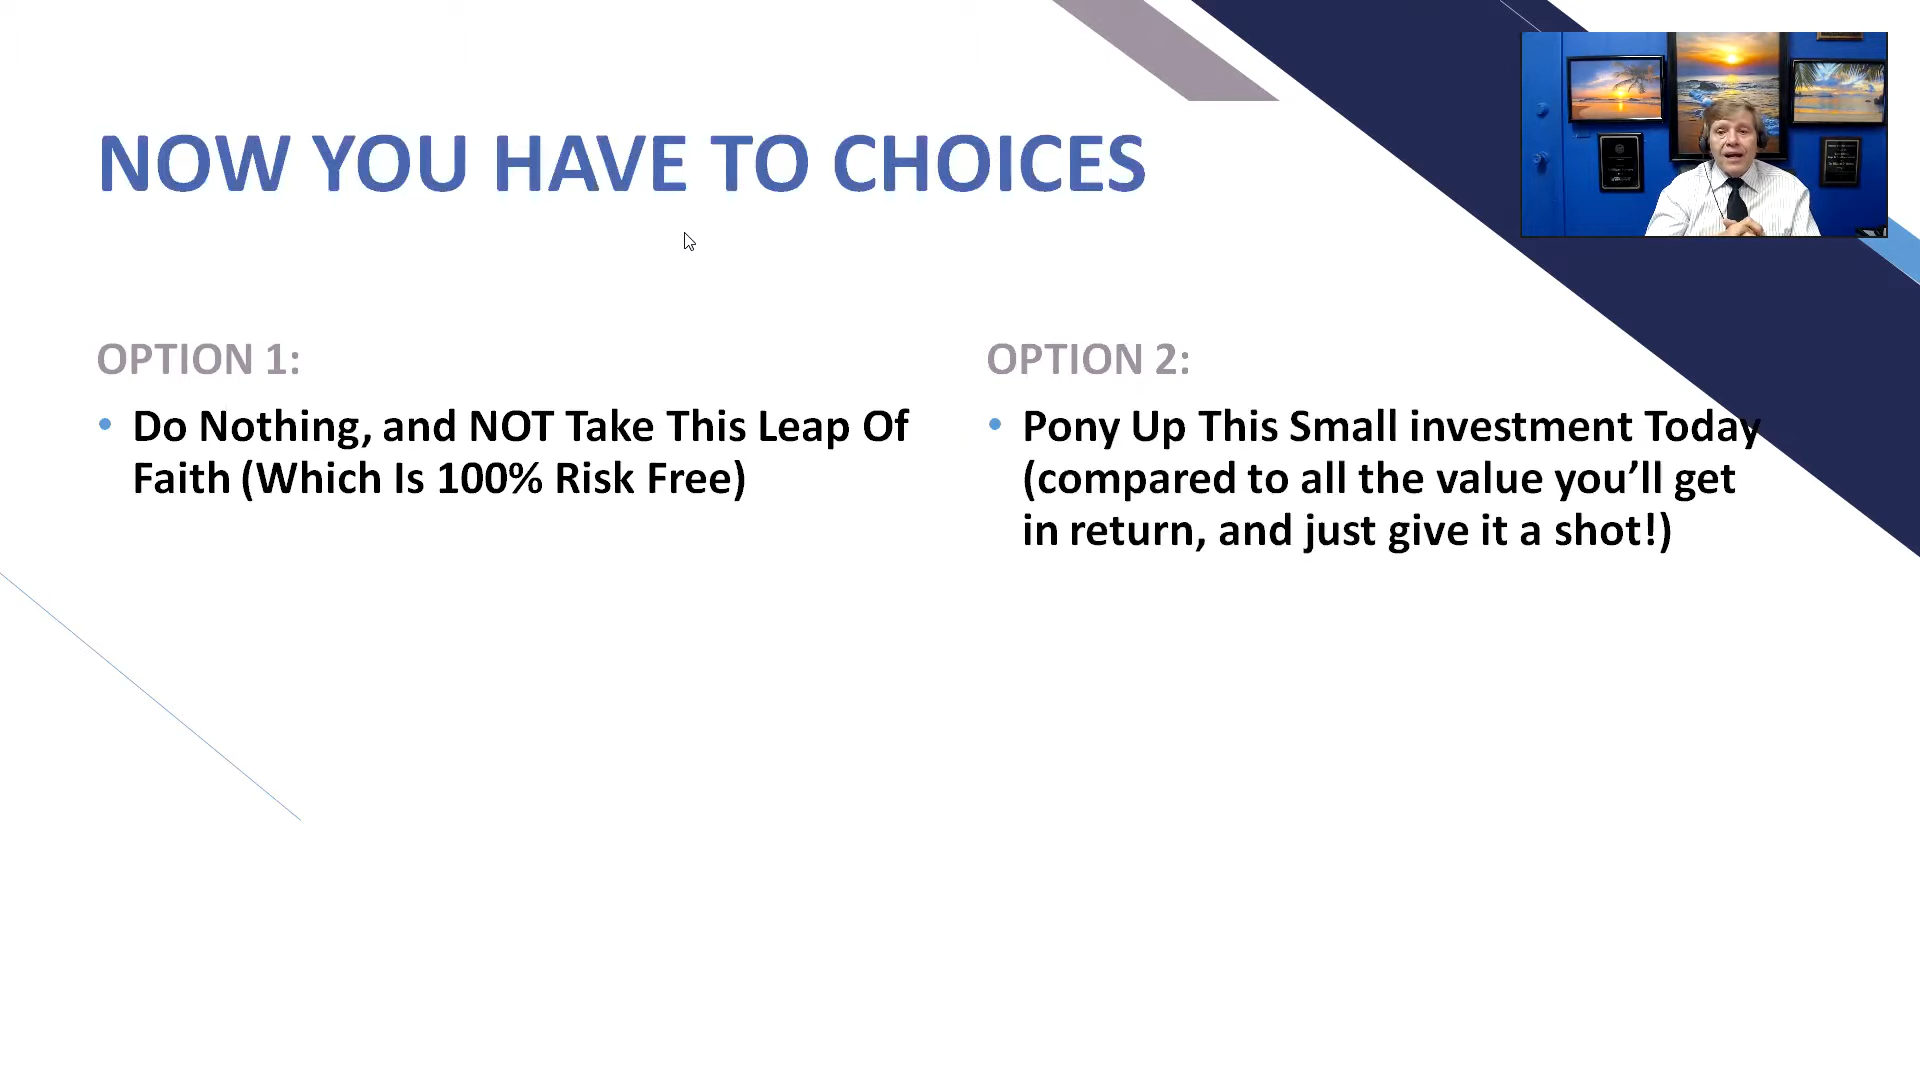 NOW YOU HAVE TO CHOICES
OPTION 1:
• Do Nothing, and NOT Take This Leap Of
Faith (Which Is 100% Risk Free)
OPTION 2:
• Pony Up This Small investment Today
(compared to all the value you’ll get
in return, and just give it a shot!)